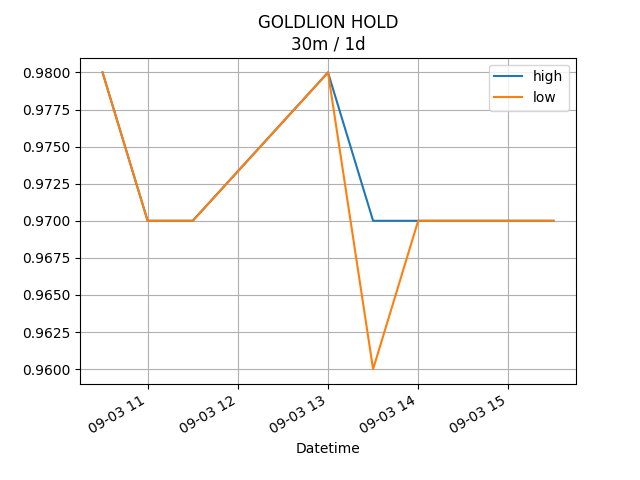 GOLDLION HOLD
30m / 1d
high
low
0.9800
0.9775
0.9750
0.9725
0.9700
0.9675
0.9650
0.9625
0.9600
09-03 11
09-03 12
09-03 13
09-03 14
09-03 15
Datetime